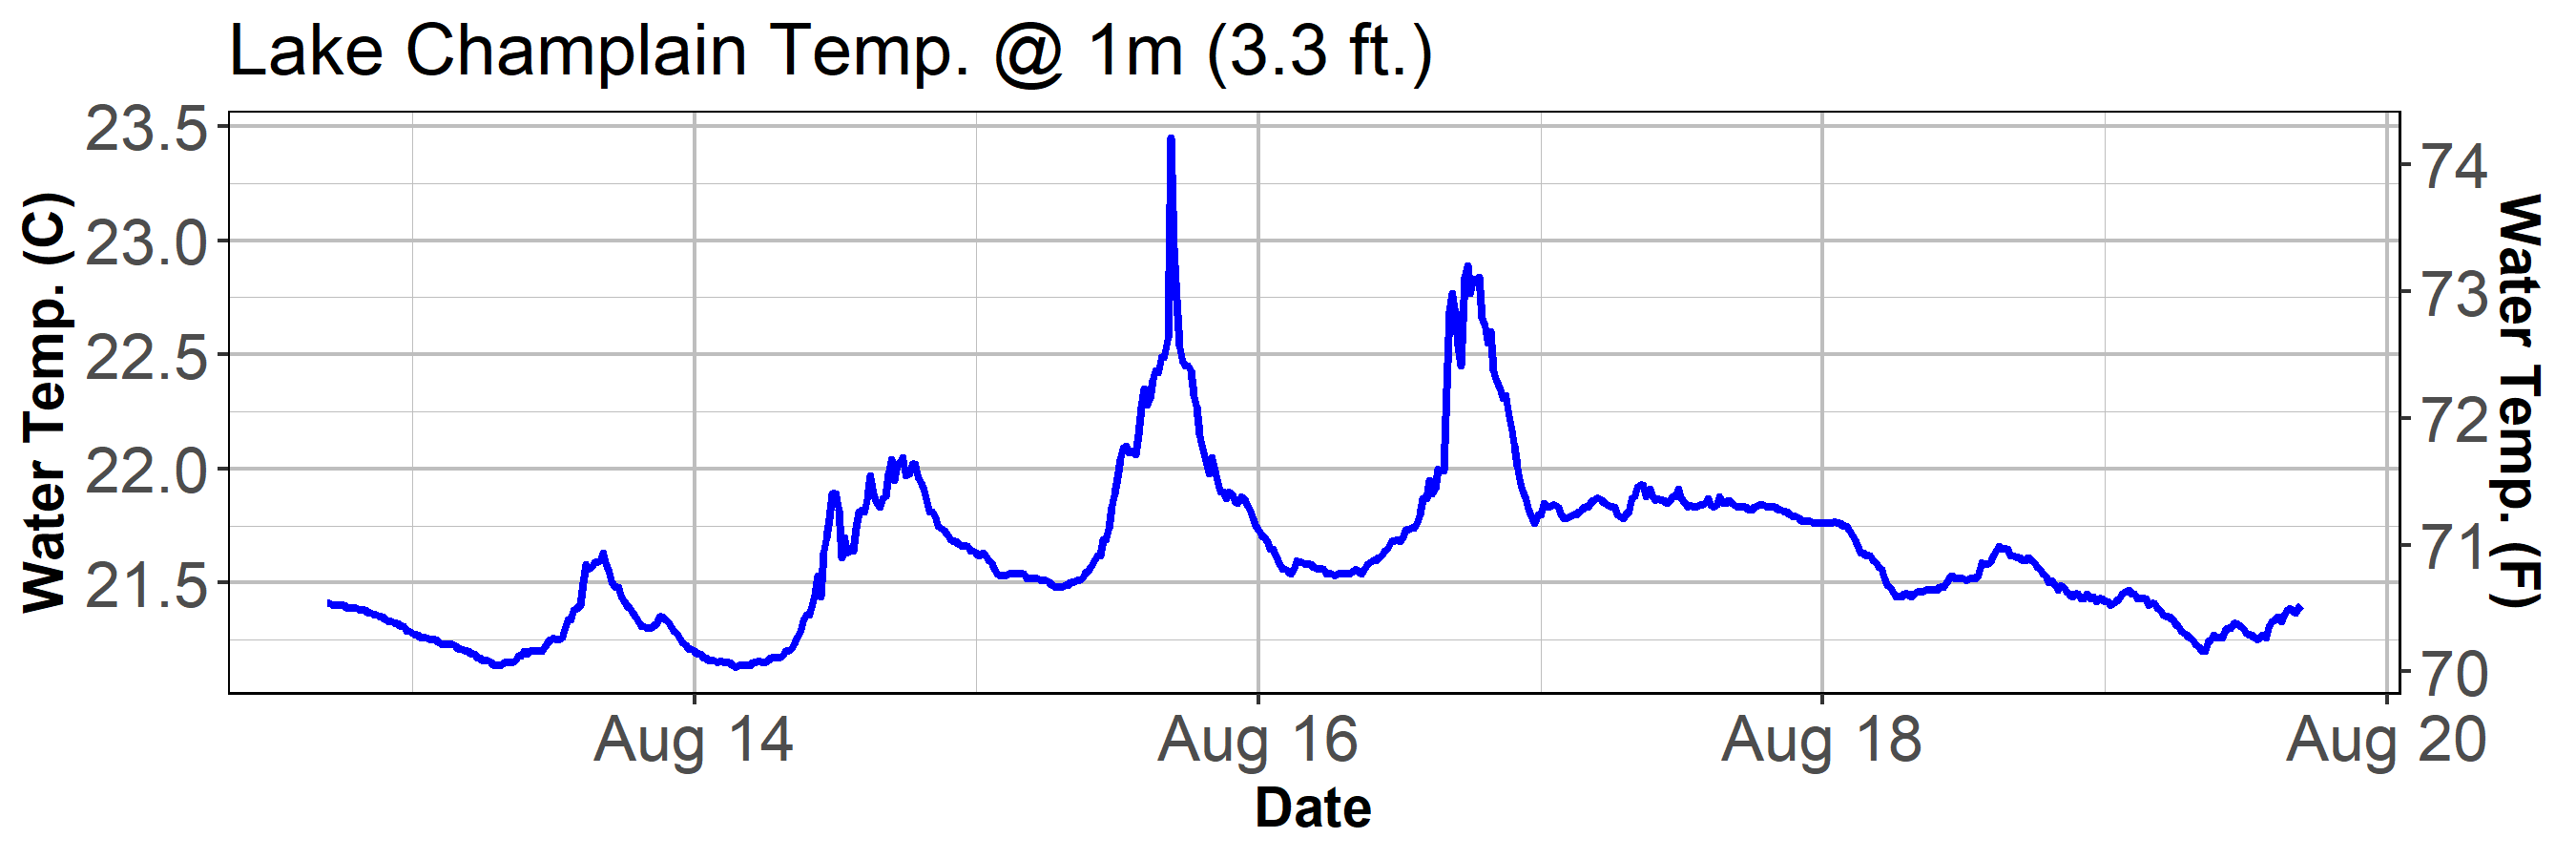 Lake Champlain Temp. @ 1m (3.3 ft.)
Water Temp. (C)
23.5
23.0
22.5
22.0
21.5
74
73
72
71
70
Water Temp. (F)
Aug 14
Aug 16
Aug 18
Aug 20
Date